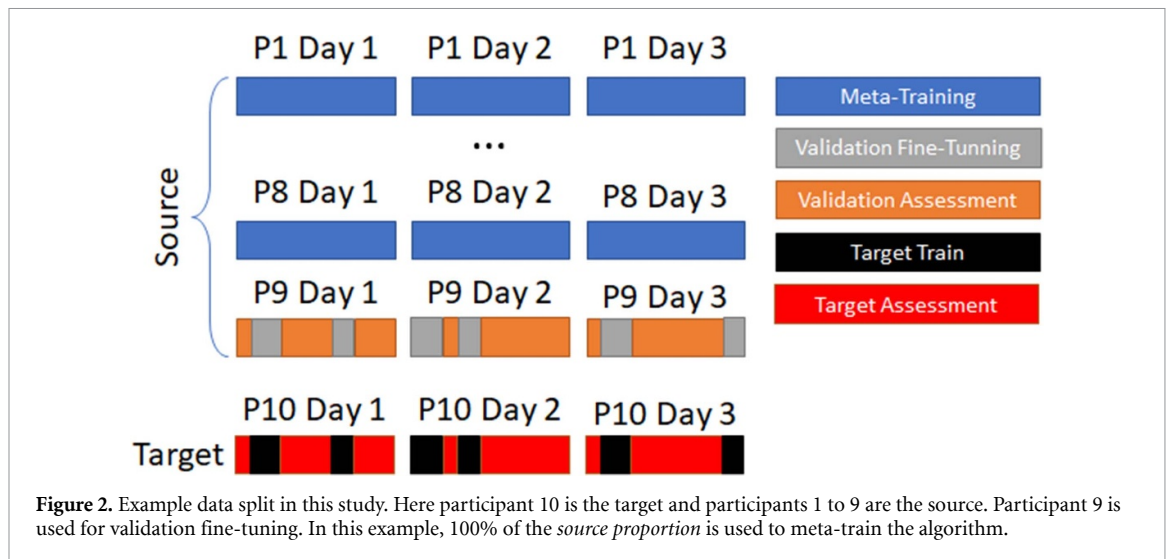 P1 Day 1 P1 Day 2 P1 Day 3
Meta-Training
...
Validation Fine-Tunning
P8 Day 1 P8 Day 2 P8 Day 3
Validation Assessment
Source
Target Train
P9 Day 1 P9 Day 2 P9 Day 3
Target Assessment
P10 Day 1 P10 Day 2 P10 Day 3
Target
Figure 2. Example data split in this study. Here participant 10 is the target and participants 1 to 9 are the source. Participant 9 is
used for validation fine-tuning. In this example, 100% of the source proportion is used to meta-train the algorithm.